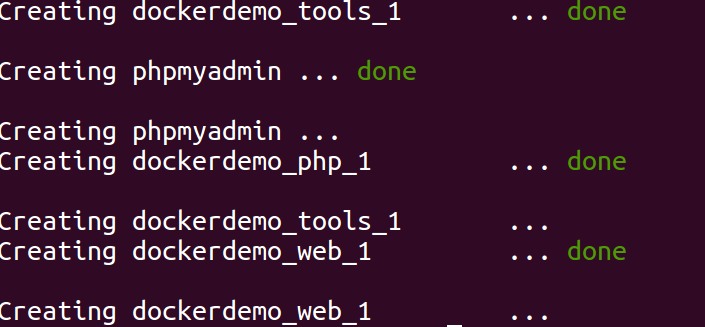 Creating dockerdemo_tools_1 ... done
Creating phpmyadmin ... done
Creating phpmyadmin ...
Creating dockerdemo_php_1 ... done
Creating dockerdemo_tools_1 ...
Creating dockerdemo_web_1 ... done
Creating dockerdemo_web_1 ...